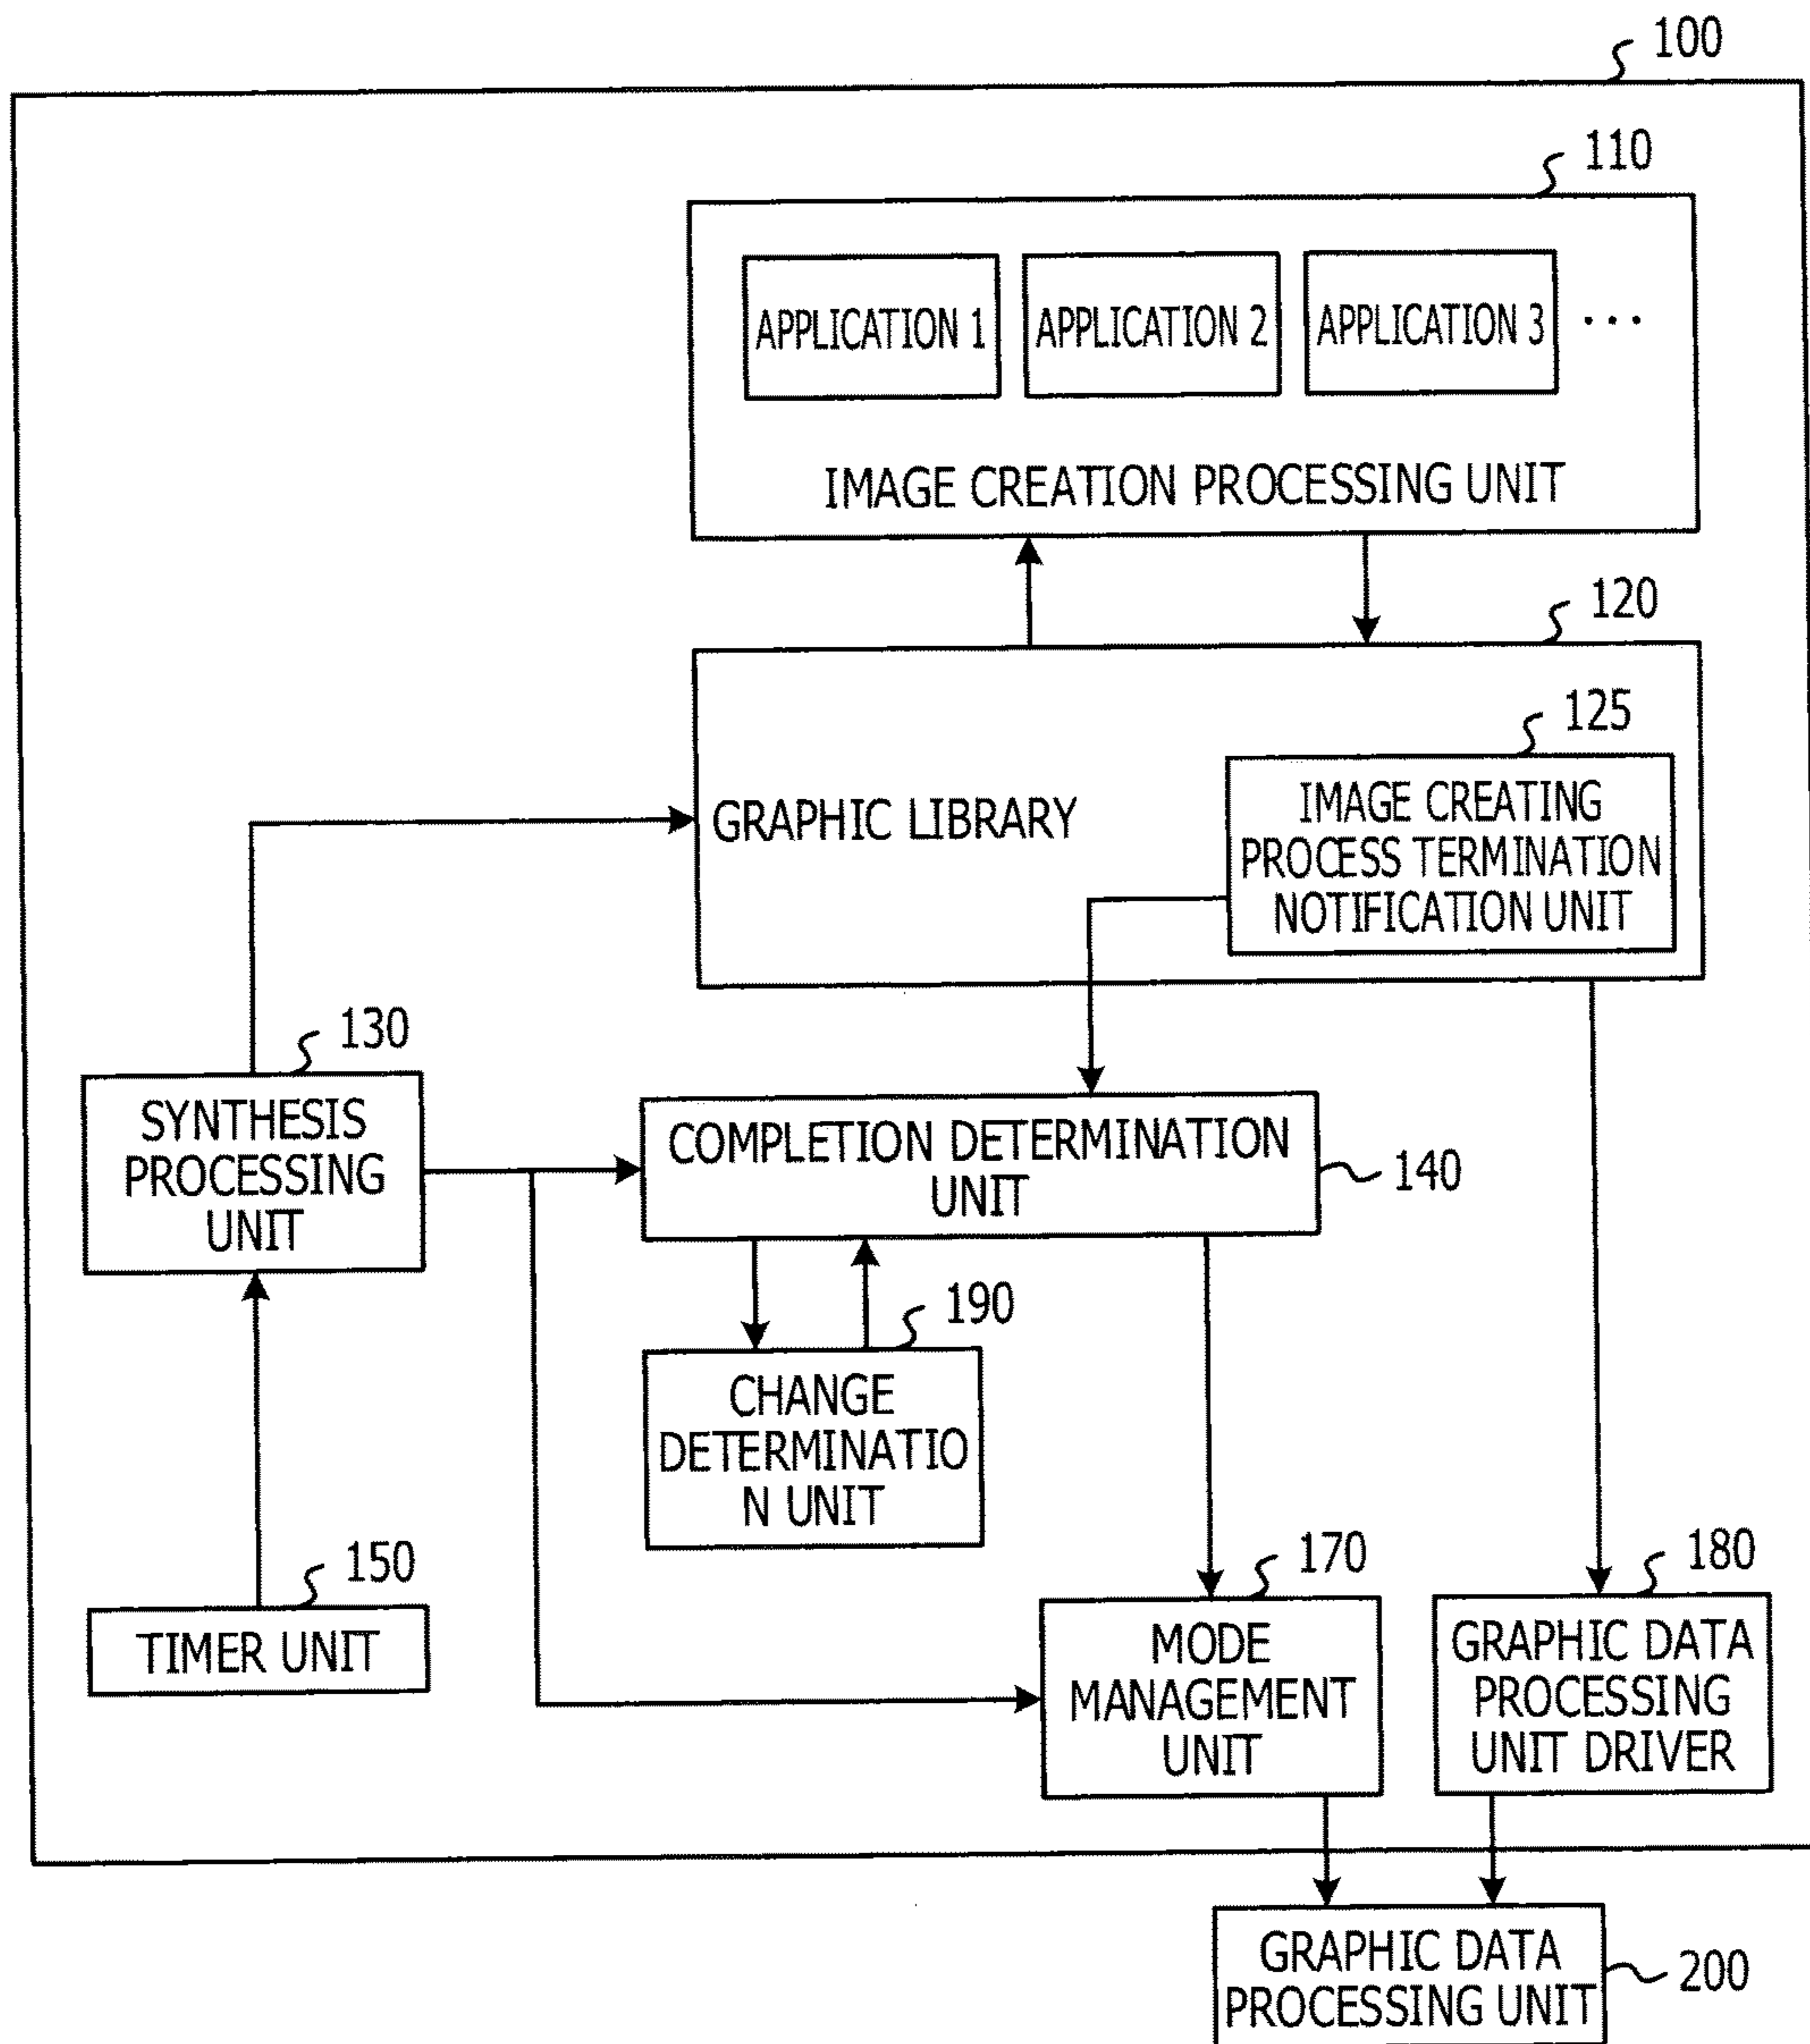 100
110
APPLICATION 1
APPLICATION 2
APPLICATION 3
...
IMAGE CREATION PROCESSING UNIT
120
125
GRAPHIC LIBRARY
IMAGE CREATING
PROCESS TERMINATION
NOTIFICATION UNIT
130
SYNTHESIS
PROCESSING
UNIT
COMPLETION DETERMINATION
UNIT
140
190
CHANGE
DETERMINATIO
N UNIT
150
TIMER UNIT
170
MODE
MANAGEMENT
UNIT
180
GRAPHIC DATA
PROCESSING
UNIT DRIVER
GRAPHIC DATA
PROCESSING UNIT
200